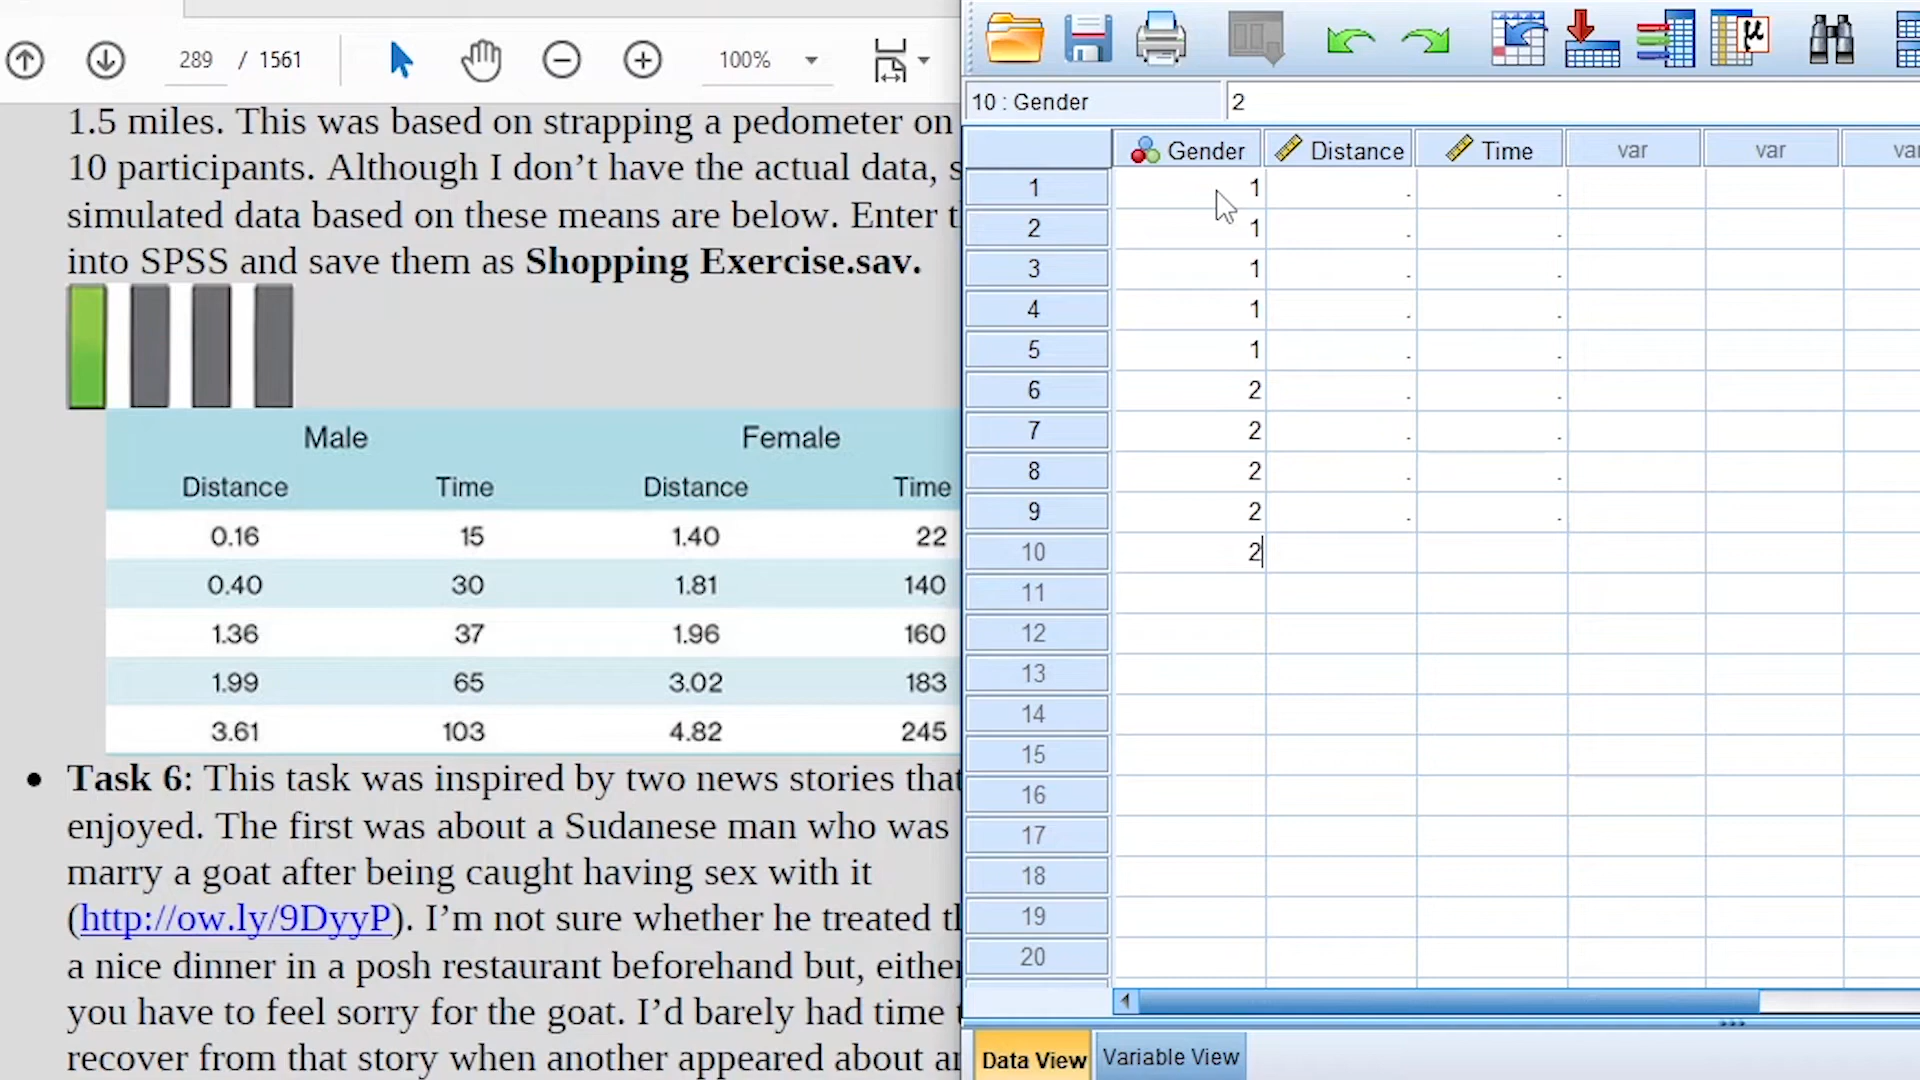 289 / 1561
100%
1.5 miles. This was based on strapping a pedometer on
10 participants. Although I don’t have the actual data, s
simulated data based on these means are below. Enter t
into SPSS and save them as Shopping Exercise.sav.
Male Female
Distance Time Distance Time
0.16 15 1.40 22
0.40 30 1.81 140
1.36 37 1.96 160
1.99 65 3.02 183
3.61 103 4.82 245
• Task 6: This task was inspired by two news stories that
enjoyed. The first was about a Sudanese man who was
marry a goat after being caught having sex with it
(http://ow.ly/9DyyP). I’m not sure whether he treated th
a nice dinner in a posh restaurant beforehand but, either
you have to feel sorry for the goat. I’d barely had time
recover from that story when another appeared about an
μ
10 : Gender 2
Gender Distance Time var var var
1 1 . .
2 1 . .
3 1 . .
4 1 . .
5 1 . .
6 2 . .
7 2 . .
8 2 . .
9 2 . .
10 2
11
12
13
14
15
16
17
18
19
20
Data View Variable View